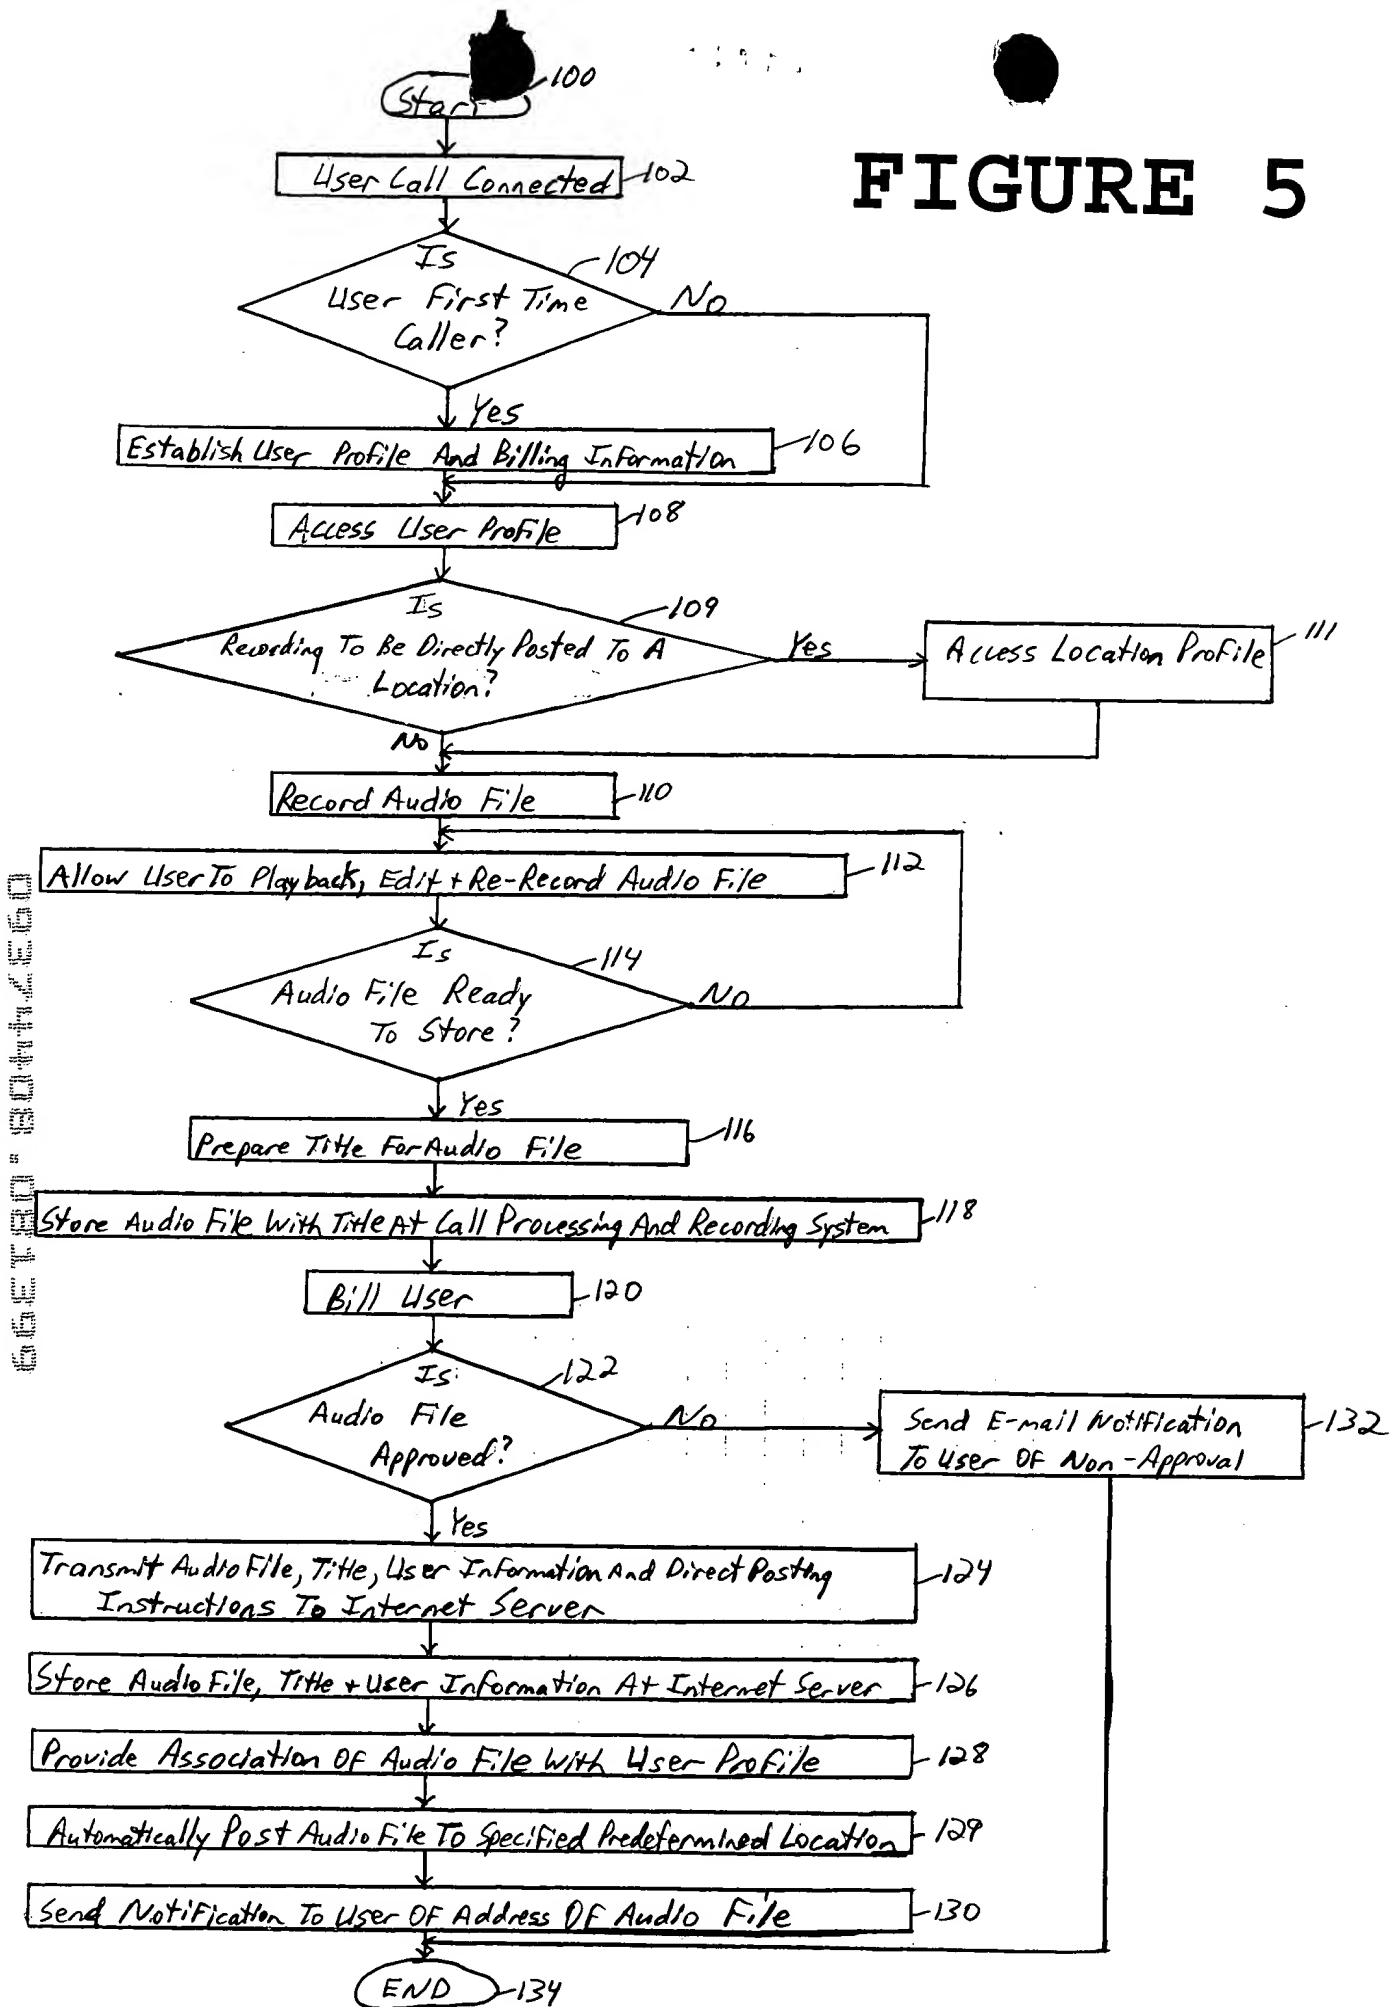 100
Start
FIGURE 5
User Call Connected
102
Is
104
User First Time
No
Caller?
Yes
Establish User Profile And Billing Information
106
Access User Profile
108
Is
109
Recording To Be Directly Posted To A
Location?
Yes
Access Location Profile
111
No
Record Audio File
110
Allow User To Playback, Edit + Re-Record Audio File
112
Is
114
Audio File Ready
To Store?
No
Yes
Prepare Title For Audio File
116
Store Audio File With Title At Call Processing And Recording System
118
Bill User
120
Is
122
Audio File
Approved?
No
Send E-mail Notification
To User Of Non-Approval
132
Yes
Transmit Audio File, Title, User Information And Direct Posting
Instructions To Internet Server
124
Store Audio File, Title + User Information At Internet Server
126
Provide Association Of Audio File With User Profile
128
Automatically Post Audio File To Specified Predetermined Location
129
Send Notification To User Of Address Of Audio File
130
END
134